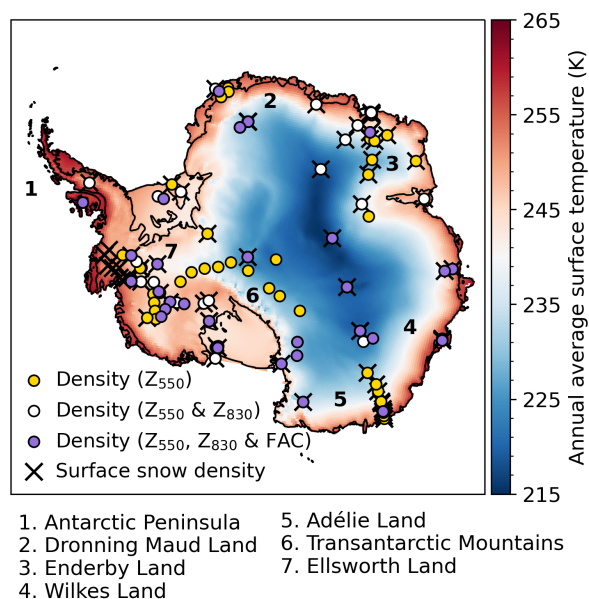 265
255
245
235
225
215
Annual average surface temperature (K)
1
2
3
4
5
6
7
Density (Z550)
Density (Z550 & Z830)
Density (Z550, Z830 & FAC)
Surface snow density
1. Antarctic Peninsula
2. Dronning Maud Land
3. Enderby Land
4. Wilkes Land
5. Adélie Land
6. Transantarctic Mountains
7. Ellsworth Land